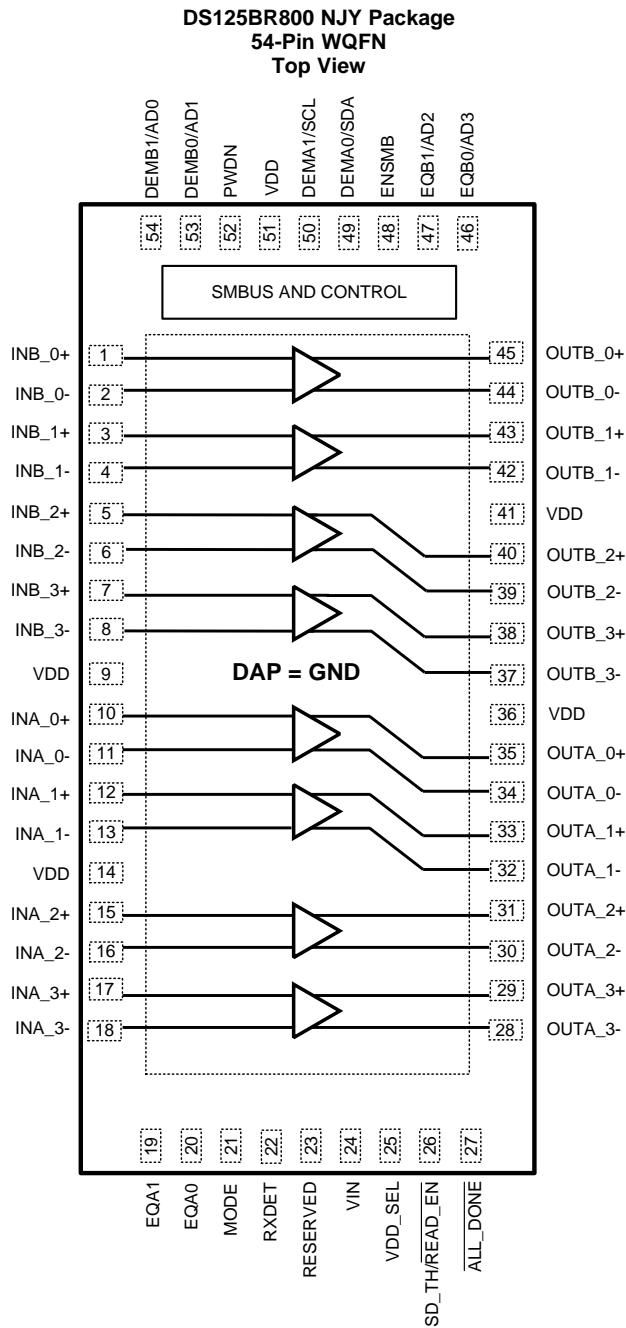 DS125BR800 NJY Package
54-Pin WQFN
Top View
DEMB1/AD0
DEMB0/AD1
PWDN
VDD
DEMA1/SCL
DEMA0/SDA
ENSMB
EQB1/AD2
EQB0/AD3
54
53
52
51
50
49
48
47
46
SMBUS AND CONTROL
INB_0+ 1 45 OUTB_0+
INB_0- 2 44 OUTB_0-
INB_1+ 3 43 OUTB_1+
INB_1- 4 42 OUTB_1-
INB_2+ 5 41 VDD
INB_2- 6 40 OUTB_2+
INB_3+ 7 39 OUTB_2-
INB_3- 8 38 OUTB_3+
VDD 9 DAP = GND 37 OUTB_3-
INA_0+ 10 36 VDD
INA_0- 11 35 OUTA_0+
INA_1+ 12 34 OUTA_0-
INA_1- 13 33 OUTA_1+
VDD 14 32 OUTA_1-
INA_2+ 15 31 OUTA_2+
INA_2- 16 30 OUTA_2-
INA_3+ 17 29 OUTA_3+
INA_3- 18 28 OUTA_3-
19
20
21
22
23
24
25
26
27
EQA1
EQA0
MODE
RXDET
RESERVED
VIN
VDD_SEL
SD_TH/READ_EN
ALL_DONE